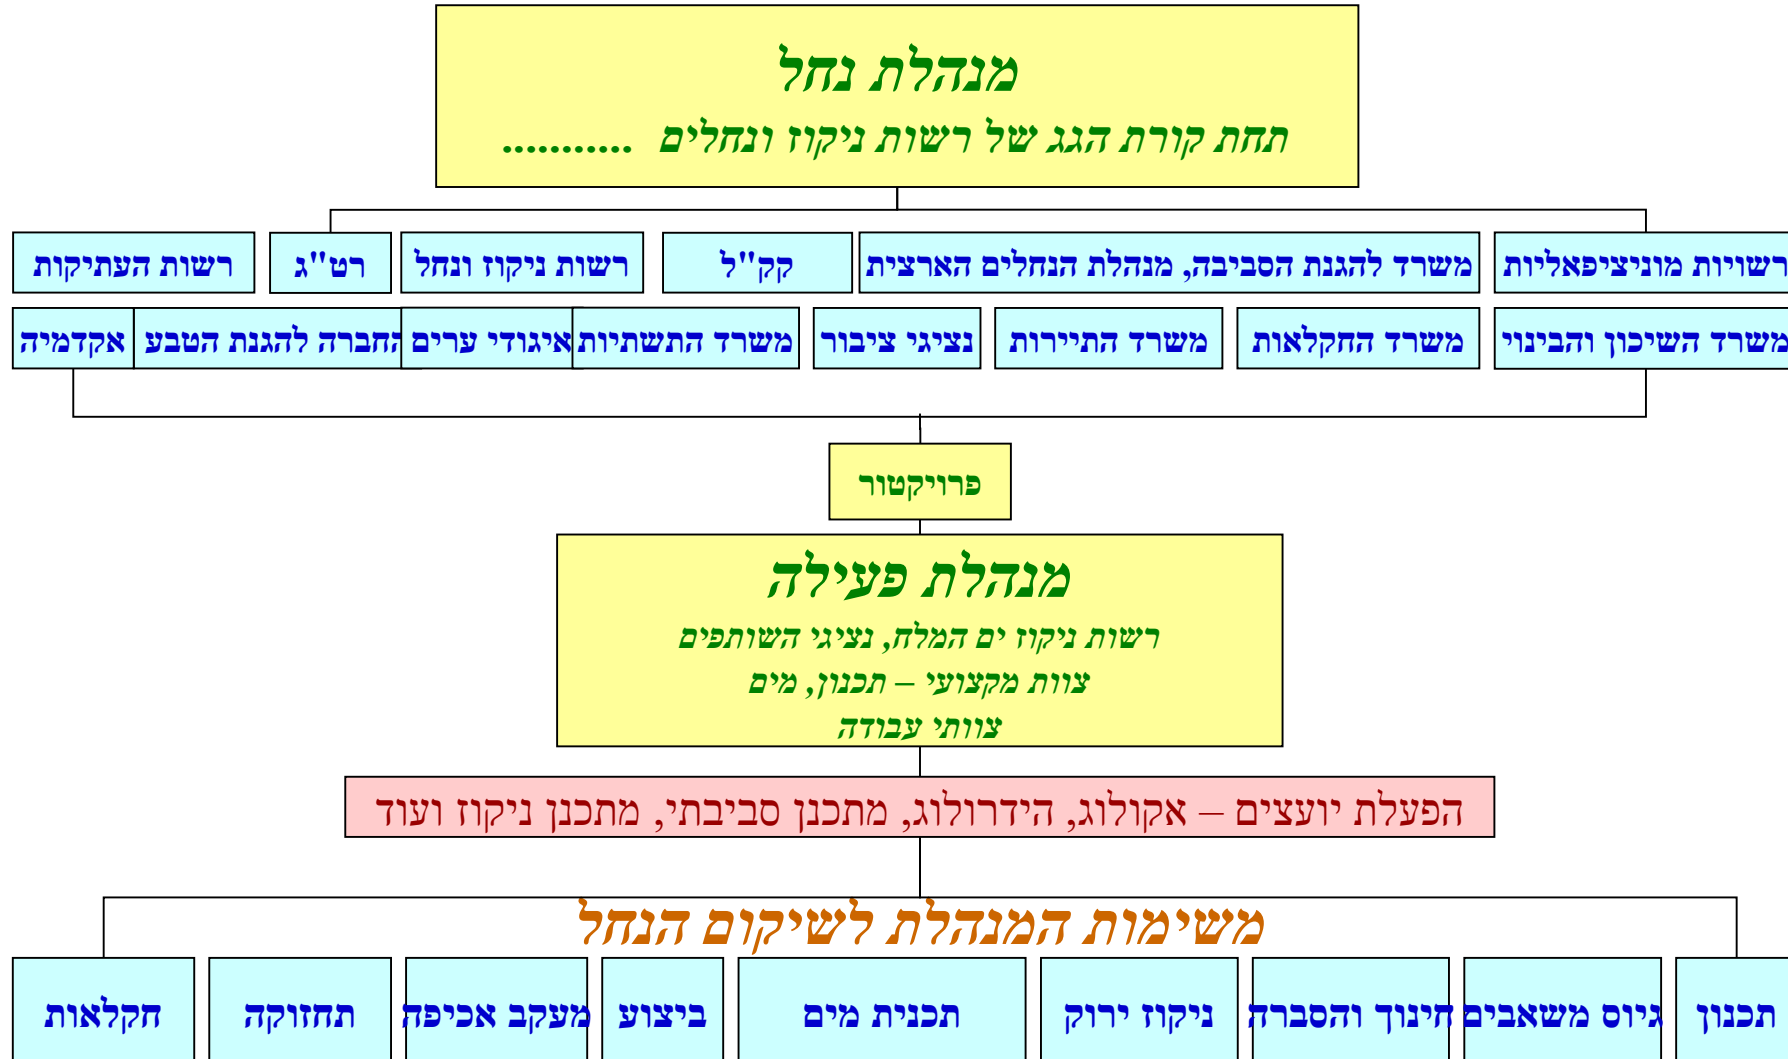 מנהלת נחל
תחת קורת הגג של רשות ניקוז ונחלים ...........
רשויות מוניציפאליות
משרד להגנת הסביבה, מנהלת הנחלים הארצית
קק"ל
רשות ניקוז ונחל
רט"ג
רשות העתיקות
משרד השיכון והבינוי
משרד החקלאות
משרד התיירות
נציגי ציבור
משרד התשתיות
איגודי ערים
החברה להגנת הטבע
אקדמיה
פרויקטור
מנהלת פעילה
רשות ניקוז ים המלח, נציגי השותפים
צוות מקצועי – תכנון, מים
צוותי עבודה
הפעלת יועצים – אקולוג, הידרולוג, מתכנן סביבתי, מתכנן ניקוז ועוד
משימות המנהלת לשיקום הנחל
תכנון
גיוס משאבים
חינוך והסברה
ניקוז ירוק
תכנית מים
ביצוע
מעקב אכיפה
תחזוקה
חקלאות